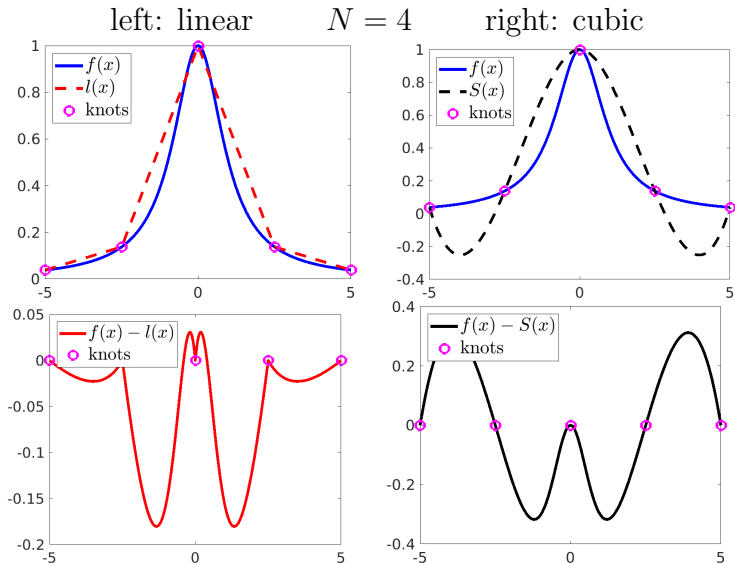 left: linear N = 4 right: cubic
1
0.8
0.6
0.4
0.2
0
-5 0 5
f(x)
l(x)
knots
1
0.8
0.6
0.4
0.2
0
-0.2
-0.4
-5 0 5
f(x)
S(x)
knots
0.05
0
-0.05
-0.1
-0.15
-0.2
-5 0 5
f(x) − l(x)
knots
0.4
0.2
0
-0.2
-0.4
-5 0 5
f(x) − S(x)
knots